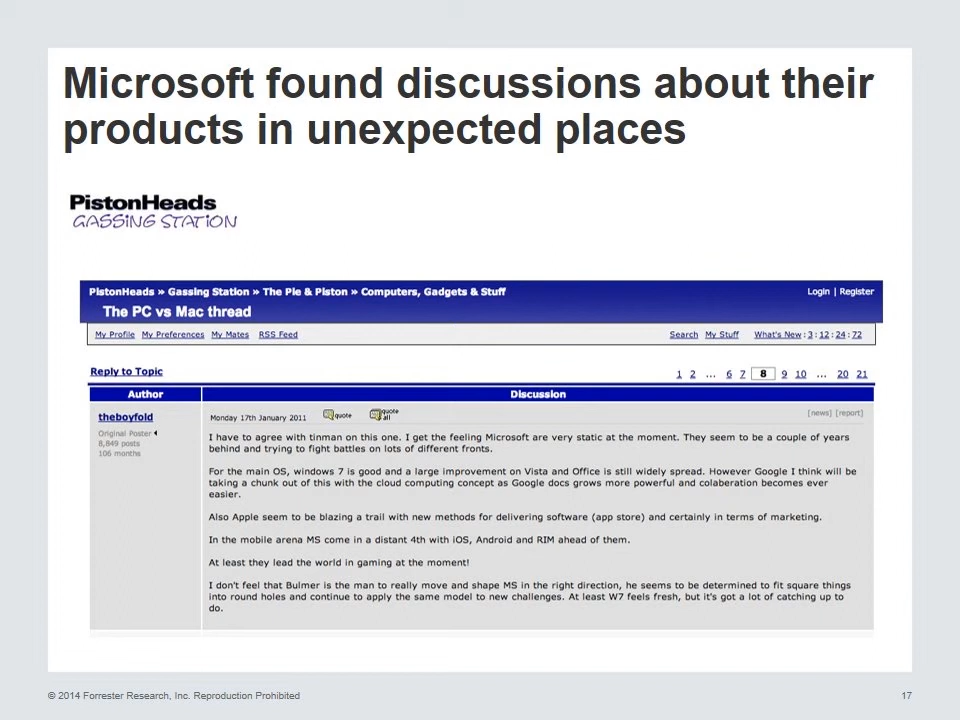 Microsoft found discussions about their
products in unexpected places
PistonHeads
GASSING STATION
PistonHeads » Gassing Station » The Pie & Piston » Computers, Gadgets & Stuff
Login | Register
The PC vs Mac thread
My Profile My Preferences My Mates RSS Feed
Search My Stuff What's New : 3 : 12 : 24 : 72
Reply to Topic
1 2 ... 6 7 8 9 10 ... 20 21
Author
Discussion
theboyfold
Original Poster
8,849 posts
106 months
Monday 17th January 2011
quote
quote all
[news] [report]
I have to agree with tinman on this one. I get the feeling Microsoft are very static at the moment. They seem to be a couple of years
behind and trying to fight battles on lots of different fronts.
For the main OS, windows 7 is good and a large improvement on Vista and Office is still widely spread. However Google I think will be
taking a chunk out of this with the cloud computing concept as Google docs grows more powerful and colaberation becomes ever
easier.
Also Apple seem to be blazing a trail with new methods for delivering software (app store) and certainly in terms of marketing.
In the mobile arena MS come in a distant 4th with iOS, Android and RIM ahead of them.
At least they lead the world in gaming at the moment!
I don't feel that Bulmer is the man to really move and shape MS in the right direction, he seems to be determined to fit square things
into round holes and continue to apply the same model to new challenges. At least W7 feels fresh, but it's got a lot of catching up to
do.
© 2014 Forrester Research, Inc. Reproduction Prohibited
17